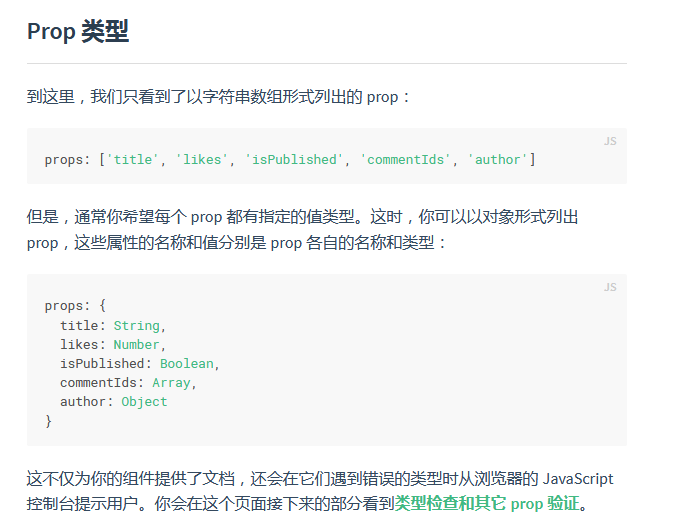 Prop 类型
到这里，我们只看到了以字符串数组形式列出的 prop：
JS
props: ['title', 'likes', 'isPublished', 'commentIds', 'author']
但是，通常你希望每个 prop 都有指定的值类型。这时，你可以以对象形式列出
prop，这些属性的名称和值分别是 prop 各自的名称和类型：
JS
props: {
  title: String,
  likes: Number,
  isPublished: Boolean,
  commentIds: Array,
  author: Object
}
这不仅为你的组件提供了文档，还会在它们遇到错误的类型时从浏览器的 JavaScript
控制台提示用户。你会在这个页面接下来的部分看到类型检查和其它 prop 验证。